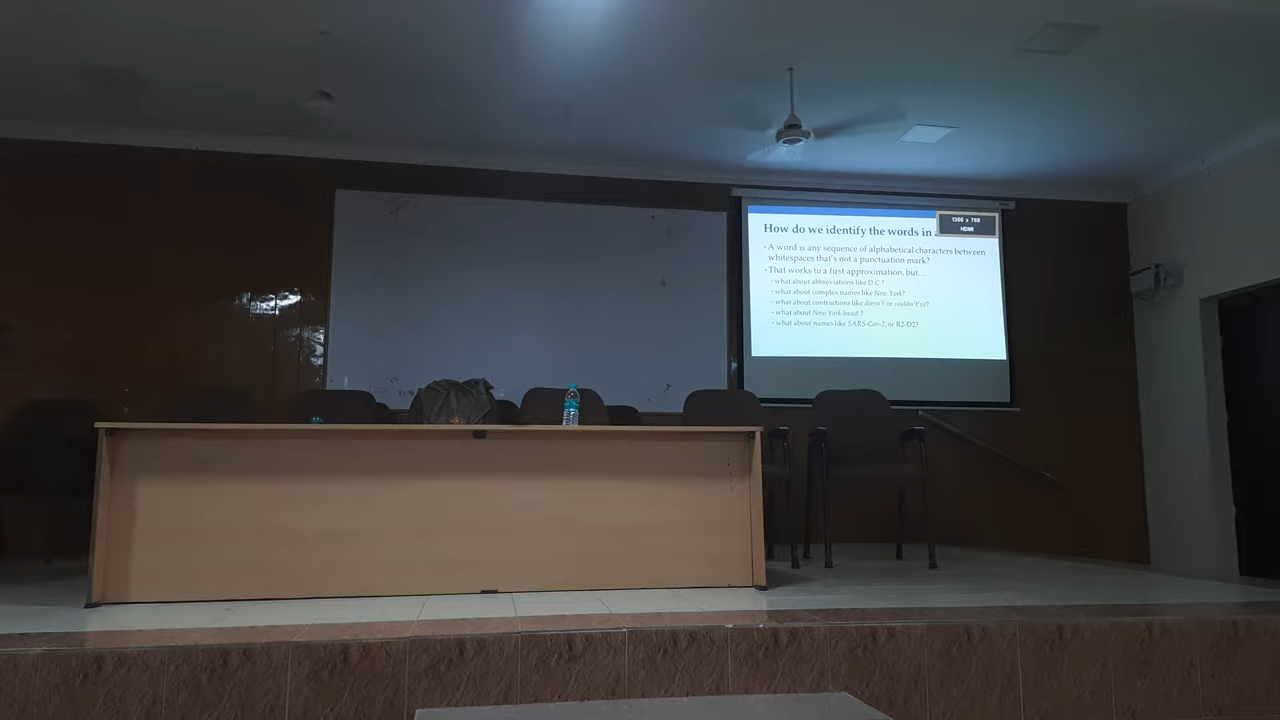 How do we identify the words in
1366 x 768
HDMI
• A word is any sequence of alphabetical characters between
whitespaces that's not a punctuation mark?
• That works to a first approximation, but…
• what about abbreviations like D.C.?
• what about complex names like New York?
• what about contractions like doesn't or couldn't've?
• what about New York-based ?
• what about names like SARS-Cov-2, or R2-D2?